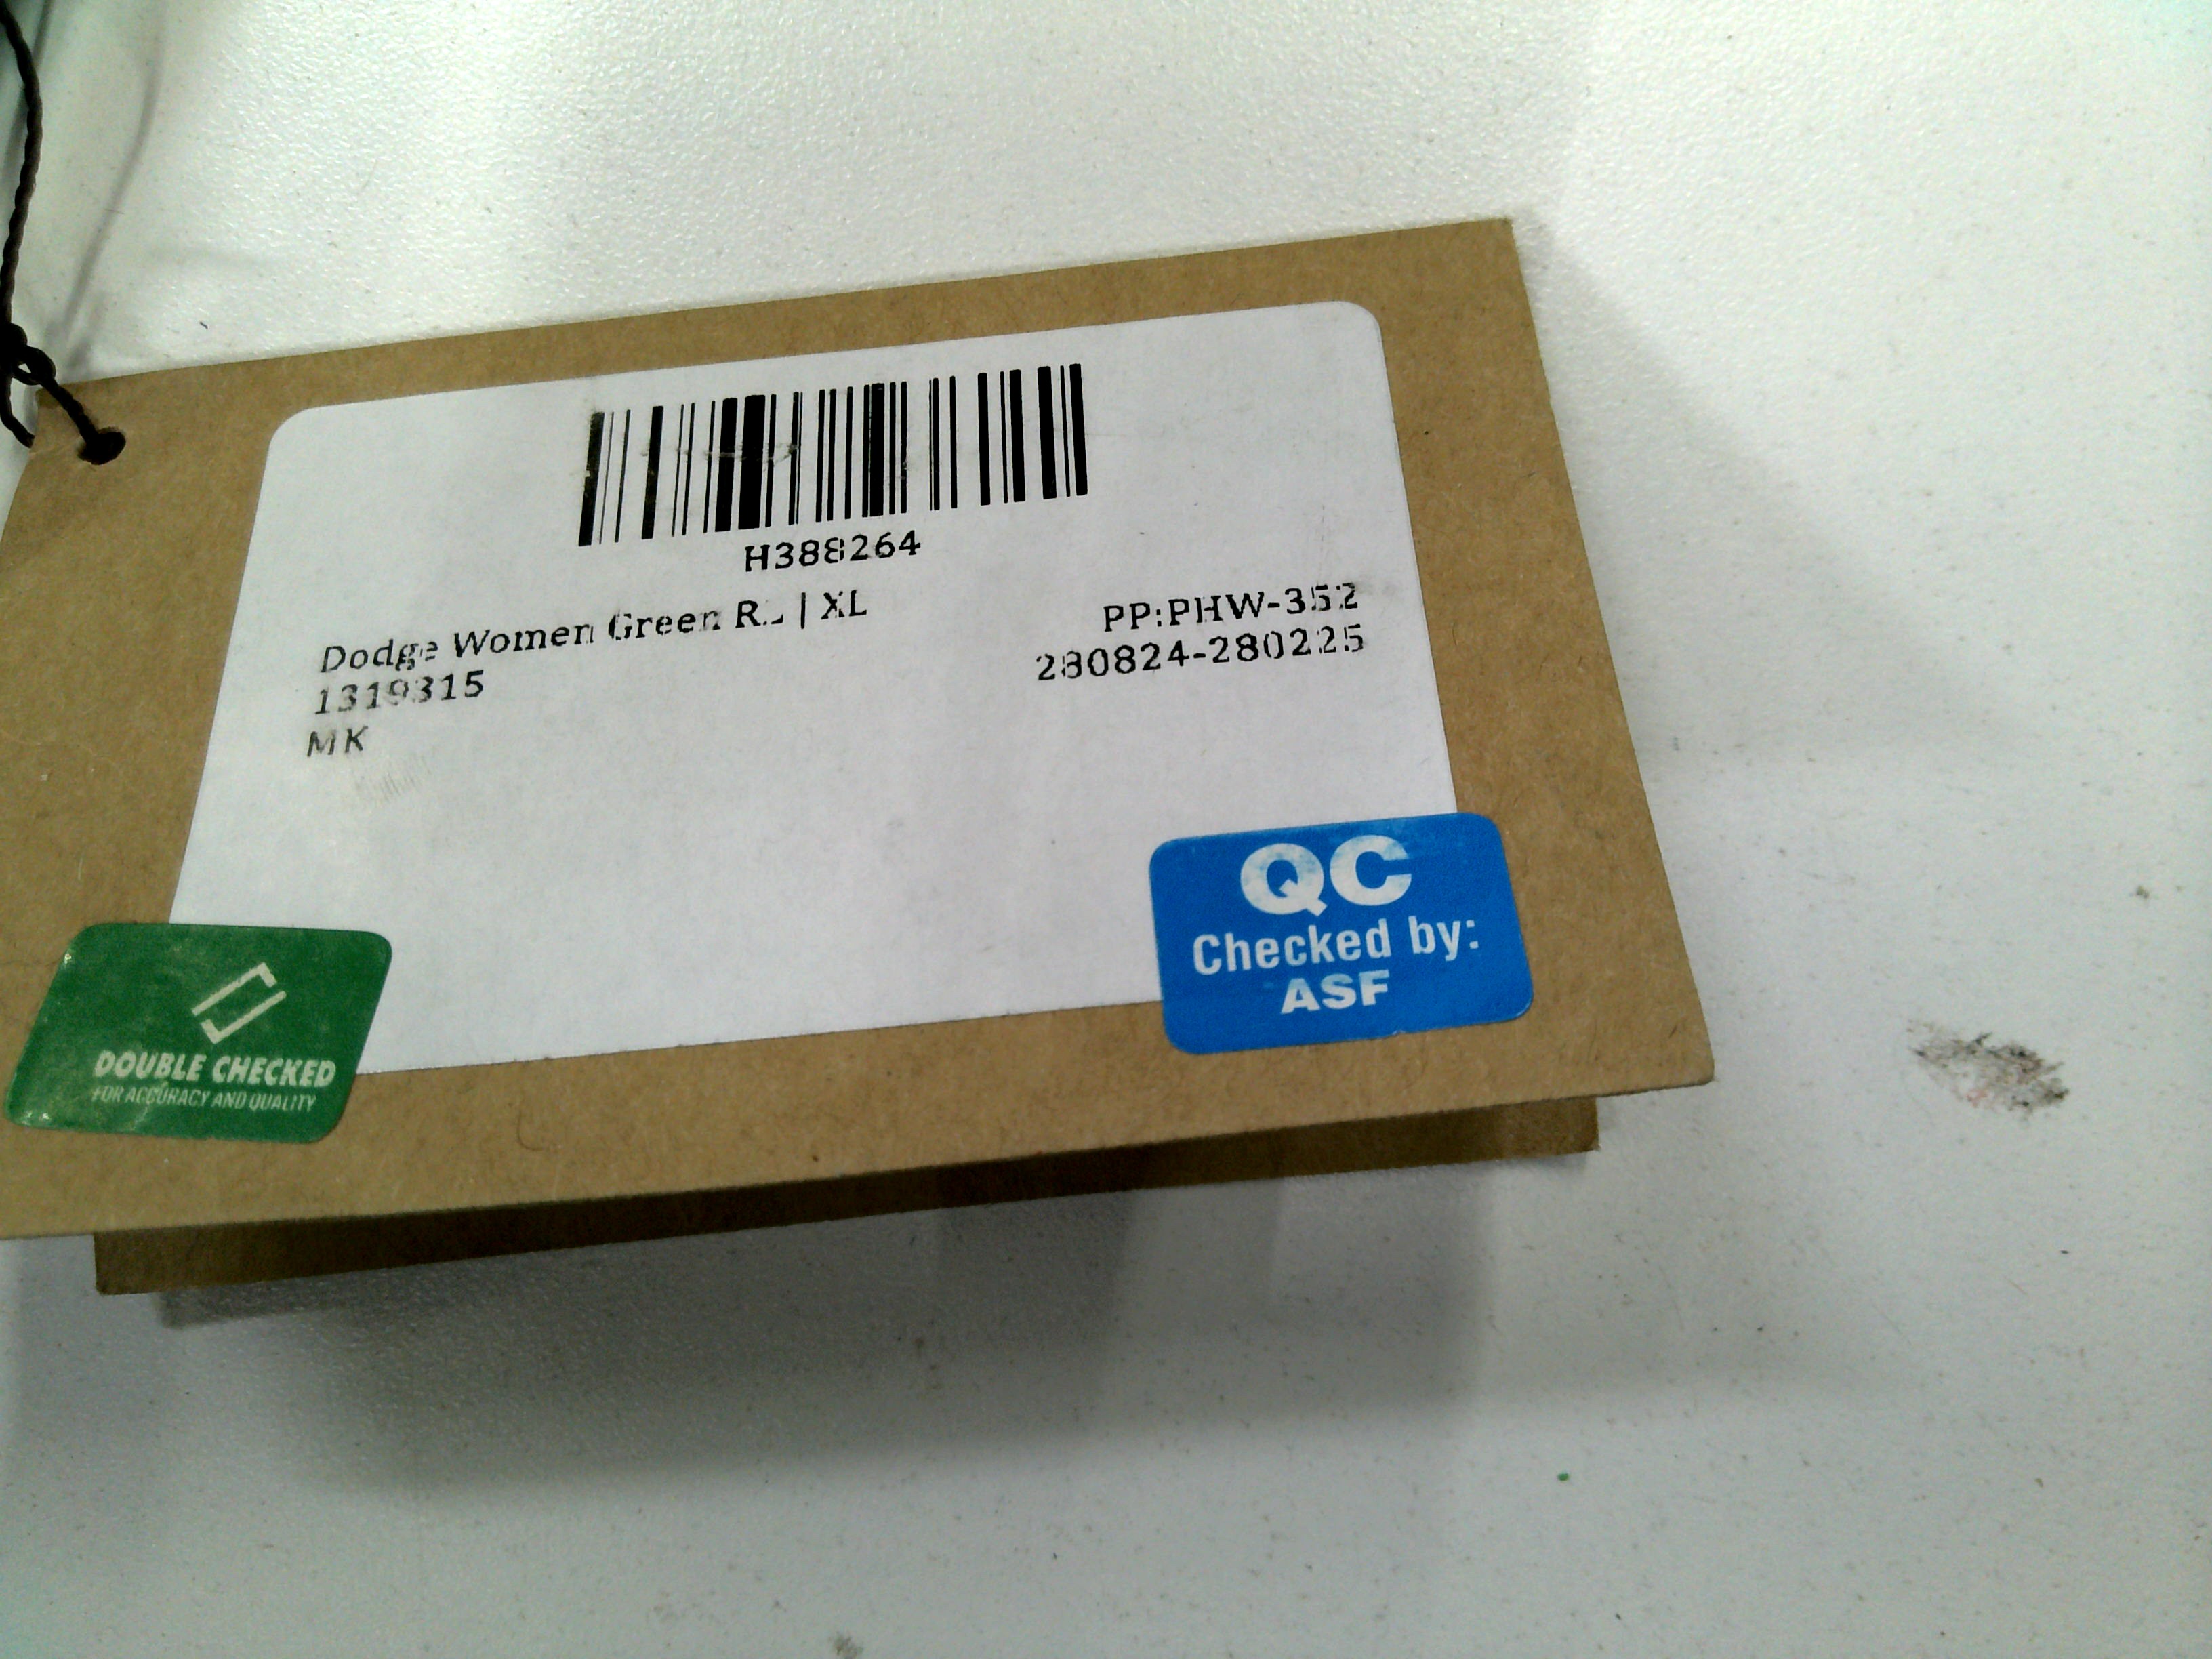 H388264
Dodge Women Green R.. | XL
1319315
MK
PP:PHW-352
280824-280225
QC
Checked by:
ASF
DOUBLE CHECKED
FOR ACCURACY AND QUALITY